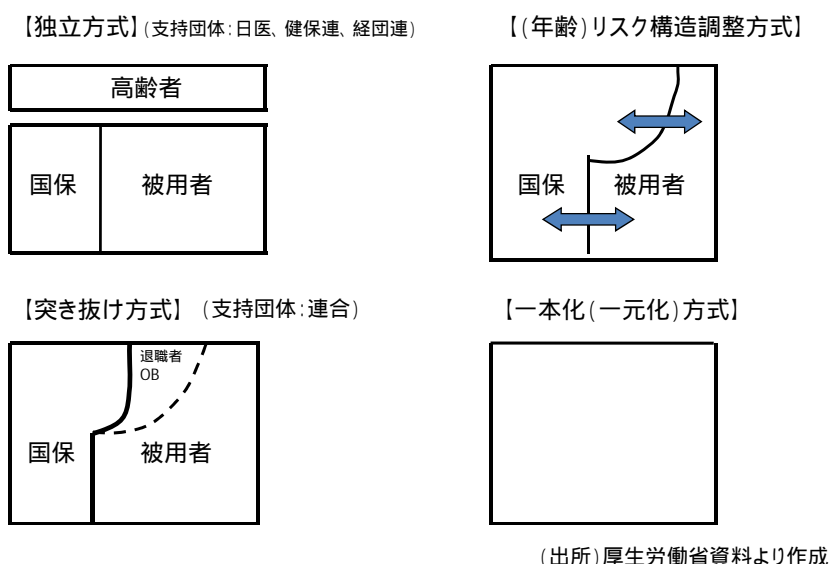 【独立方式】(支持団体:日医、健保連、経団連)
高齢者
国保
被用者
【(年齢)リスク構造調整方式】
国保
被用者
【突き抜け方式】 (支持団体:連合)
退職者
OB
国保
被用者
【一本化(一元化)方式】
(出所)厚生労働省資料より作成